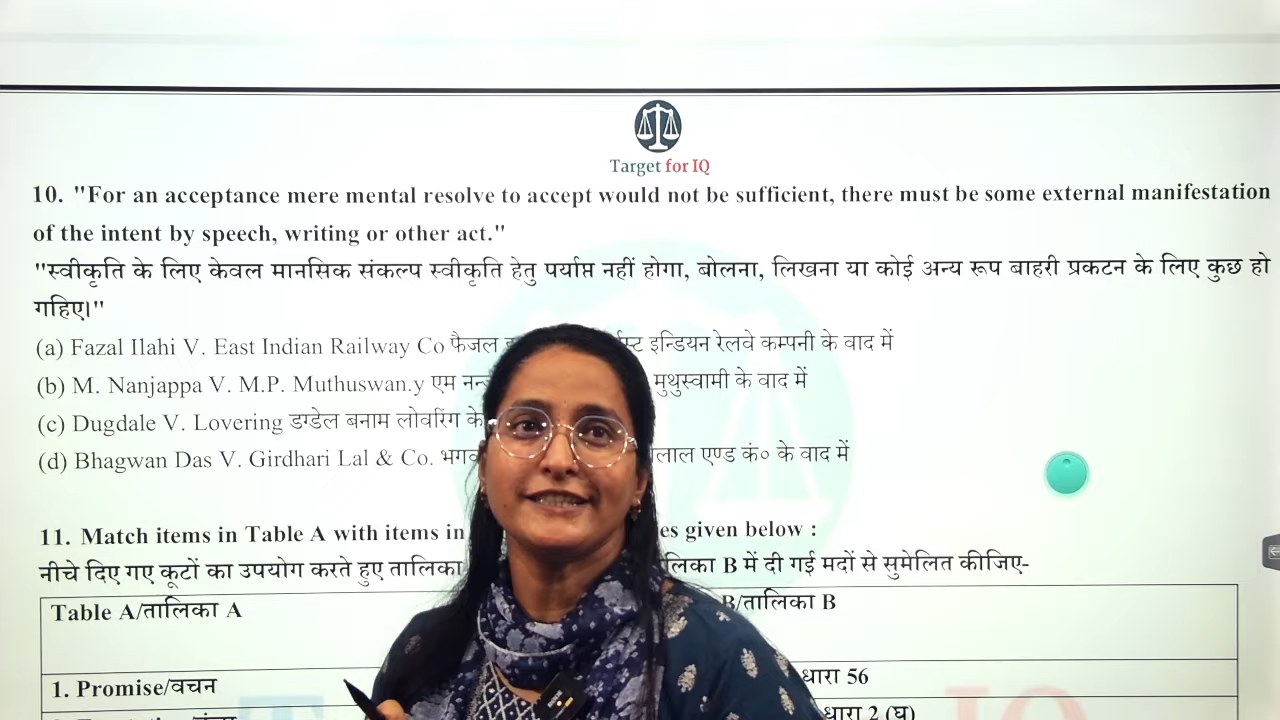 Target for IQ
10. "For an acceptance mere mental resolve to accept would not be sufficient, there must be some external manifestation
of the intent by speech, writing or other act."
"स्वीकृति के लिए केवल मानसिक संकल्प स्वीकृति हेतु पर्याप्त नहीं होगा, बोलना, लिखना या कोई अन्य रूप बाहरी प्रकटन के लिए कुछ हो
गहिए।"
(a) Fazal Ilahi V. East Indian Railway Co फैजल इन्डियन रेलवे कम्पनी के वाद में
(b) M. Nanjappa V. M.P. Muthuswan.y एम मुथुस्वामी के वाद में
(c) Dugdale V. Lovering डग्डेल बनाम लोवरिंग के
(d) Bhagwan Das V. Girdhari Lal & Co. लाल एण्ड कं० के वाद में
11. Match items in Table A with items in given below :
नीचे दिए गए कूटों का उपयोग करते हुए तालिका B में दी गई मदों से सुमेलित कीजिए-
Table A/तालिका A B/तालिका B
1. Promise/वचन धारा 56
धारा 2 (घ)